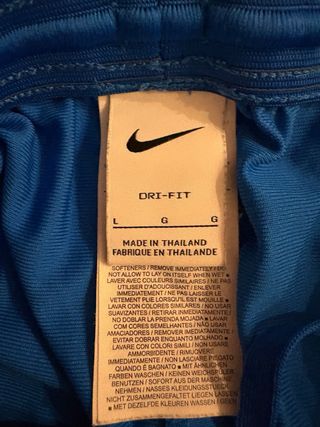 DRI-FIT
L G G
MADE IN THAILAND
FABRIQUE EN THAILANDE
SOFTENERS / REMOVE IMMEDIATELY /
NOT ALLOW TO LAY ON ITSELF WHEN WET ■
LAVER AVEC COULEURS SIMILAIRES / NE PAS
UTILISER D'ADOUCISSANT / ENLEVER
IMMEDIATEMENT / NE PAS LAISSER LE
VETEMENT PLIE LORSQU'IL EST MOUILLE ■
LAVAR CON COLORES SIMILARES / NO USAR
SUAVIZANTES / RETIRAR INMEDIATAMENTE /
NO DOBLAR LA PRENDA MOJADA ■ LAVAR
COM CORES SEMELHANTES / NÃO USAR
AMACIADORES / REMOVER IMEDIATAMENTE /
EVITAR DOBRAR ENQUANTO MOLHADO ■
LAVARE CON COLORI SIMILI / NON USARE
AMMORBIDENTE / RIMUOVERE
IMMEDIATAMENTE / NON LASCIARE PIEGATO
QUANDO È BAGNATO ■ MIT ÄHNLICHEN
FARBEN WASCHEN / KEINEN WEICHSPÜLER
BENUTZEN / SOFORT AUS DER MASCHINE
NEHMEN / NASSES KLEIDUNGSSTÜCK
NICHT ZUSAMMENGEFALTET LIEGEN LASSEN
■ MET DEZELFDE KLEUREN WASSEN / GEEN